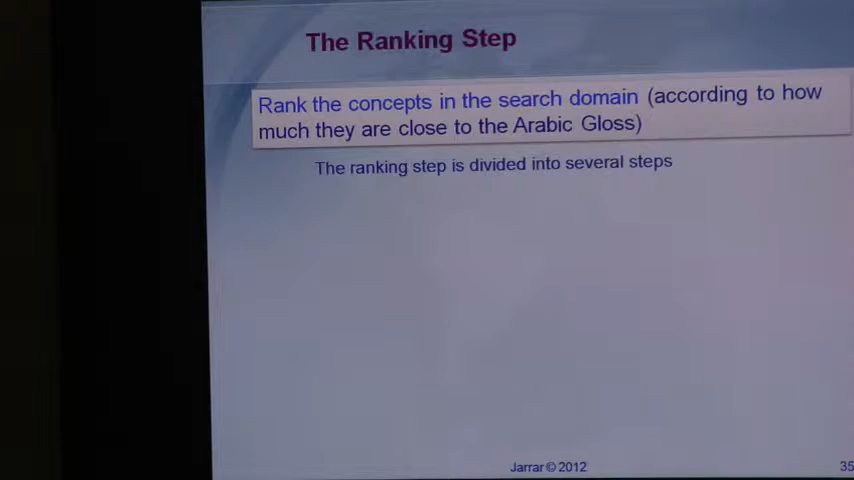 The Ranking Step
Rank the concepts in the search domain (according to how
much they are close to the Arabic Gloss)
The ranking step is divided into several steps
Jarrar © 2012
35